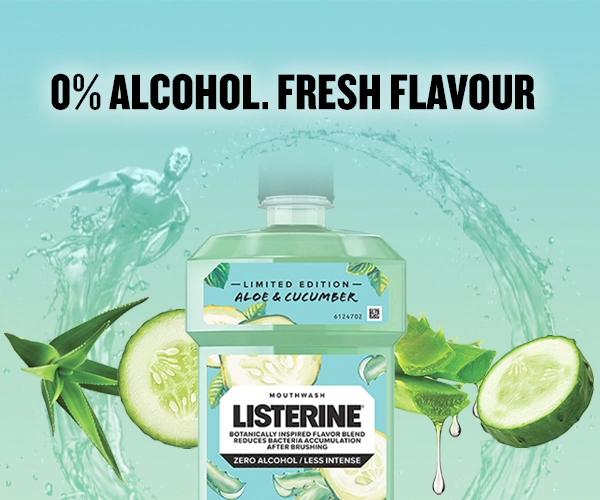 0% ALCOHOL. FRESH FLAVOUR
LIMITED EDITION
ALOE & CUCUMBER
6124702
MOUTHWASH
LISTERINE®
BOTANICALLY INSPIRED FLAVOR BLEND
REDUCES BACTERIA ACCUMULATION
AFTER BRUSHING
ZERO ALCOHOL / LESS INTENSE